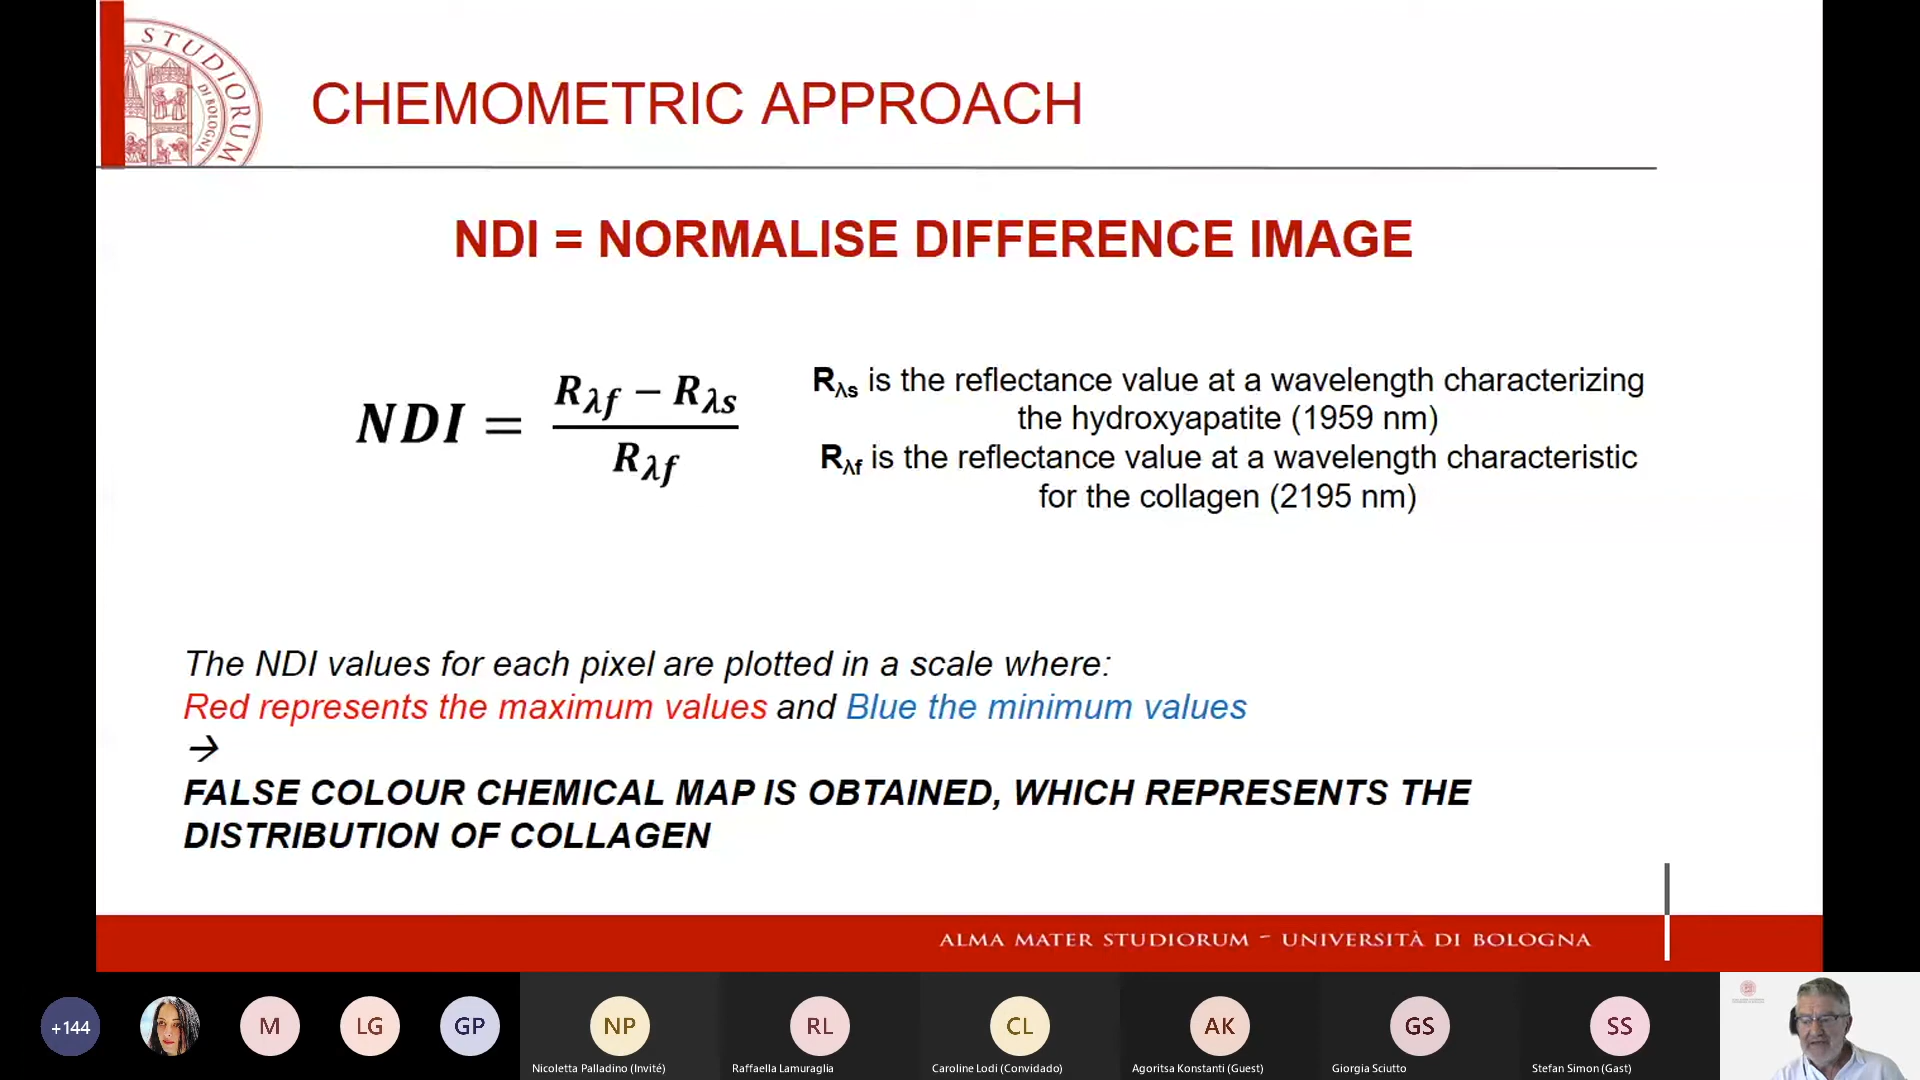 STUDIORUM
DI BOLOGNA
CHEMOMETRIC APPROACH
NDI = NORMALISE DIFFERENCE IMAGE
NDI = (Rλf − Rλs) / Rλf
Rλs is the reflectance value at a wavelength characterizing
the hydroxyapatite (1959 nm)
Rλf is the reflectance value at a wavelength characteristic
for the collagen (2195 nm)
The NDI values for each pixel are plotted in a scale where:
Red represents the maximum values and Blue the minimum values
→
FALSE COLOUR CHEMICAL MAP IS OBTAINED, WHICH REPRESENTS THE
DISTRIBUTION OF COLLAGEN
ALMA MATER STUDIORUM – UNIVERSITÀ DI BOLOGNA
+144
M
LG
GP
NP
RL
CL
AK
GS
SS
Nicoletta Palladino (Invité)
Raffaella Lamuraglia
Caroline Lodi (Convidado)
Agoritsa Konstanti (Guest)
Giorgia Sciutto
Stefan Simon (Gast)